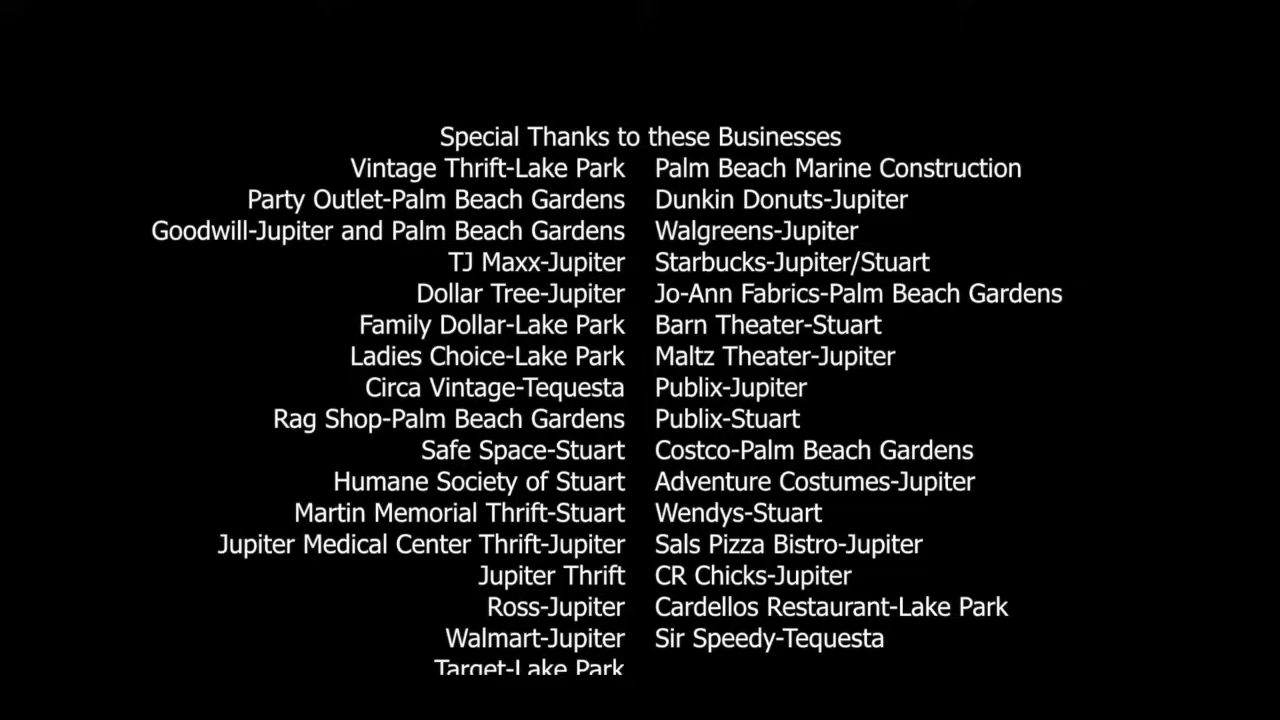 Special Thanks to these Businesses
Vintage Thrift-Lake Park Palm Beach Marine Construction
Party Outlet-Palm Beach Gardens Dunkin Donuts-Jupiter
Goodwill-Jupiter and Palm Beach Gardens Walgreens-Jupiter
TJ Maxx-Jupiter Starbucks-Jupiter/Stuart
Dollar Tree-Jupiter Jo-Ann Fabrics-Palm Beach Gardens
Family Dollar-Lake Park Barn Theater-Stuart
Ladies Choice-Lake Park Maltz Theater-Jupiter
Circa Vintage-Tequesta Publix-Jupiter
Rag Shop-Palm Beach Gardens Publix-Stuart
Safe Space-Stuart Costco-Palm Beach Gardens
Humane Society of Stuart Adventure Costumes-Jupiter
Martin Memorial Thrift-Stuart Wendys-Stuart
Jupiter Medical Center Thrift-Jupiter Sals Pizza Bistro-Jupiter
Jupiter Thrift CR Chicks-Jupiter
Ross-Jupiter Cardellos Restaurant-Lake Park
Walmart-Jupiter Sir Speedy-Tequesta
Target-Lake Park